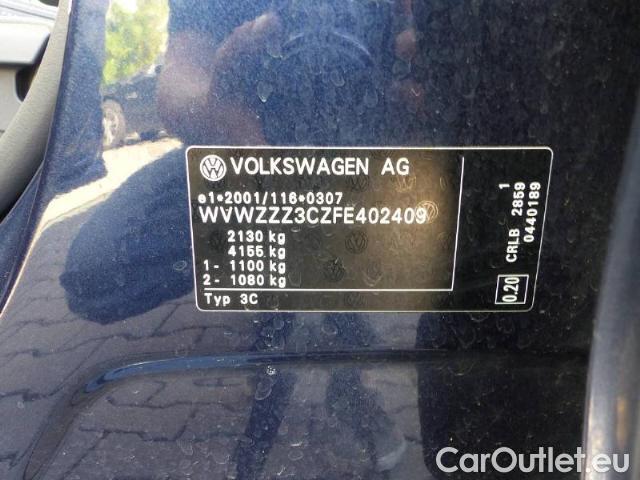 VOLKSWAGEN AG
e1*2001/116*0307
WVWZZZ3CZFE402409
2130 kg
4155 kg
1- 1100 kg
2- 1080 kg
Typ 3C
1
CRLB 2859
0440189
0.20
CarOutlet.eu